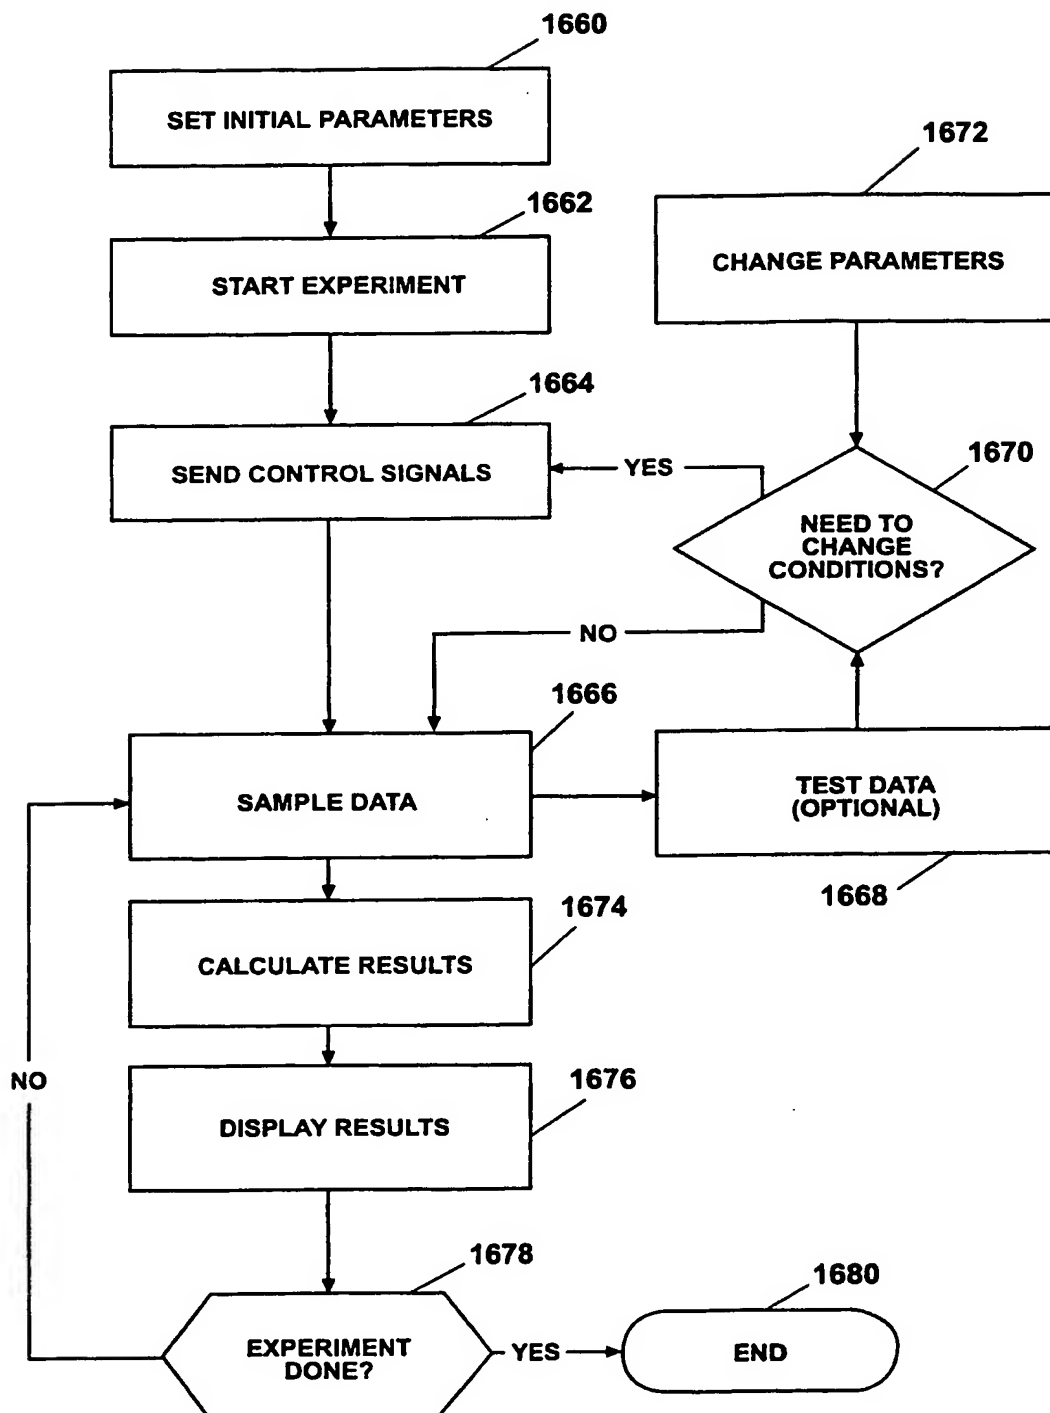 1660
SET INITIAL PARAMETERS
1672
1662
START EXPERIMENT
CHANGE PARAMETERS
1664
SEND CONTROL SIGNALS
YES
1670
NEED TO
CHANGE
CONDITIONS?
NO
1666
SAMPLE DATA
TEST DATA
(OPTIONAL)
1668
1674
CALCULATE RESULTS
NO
1676
DISPLAY RESULTS
1678
1680
EXPERIMENT
DONE?
YES
END